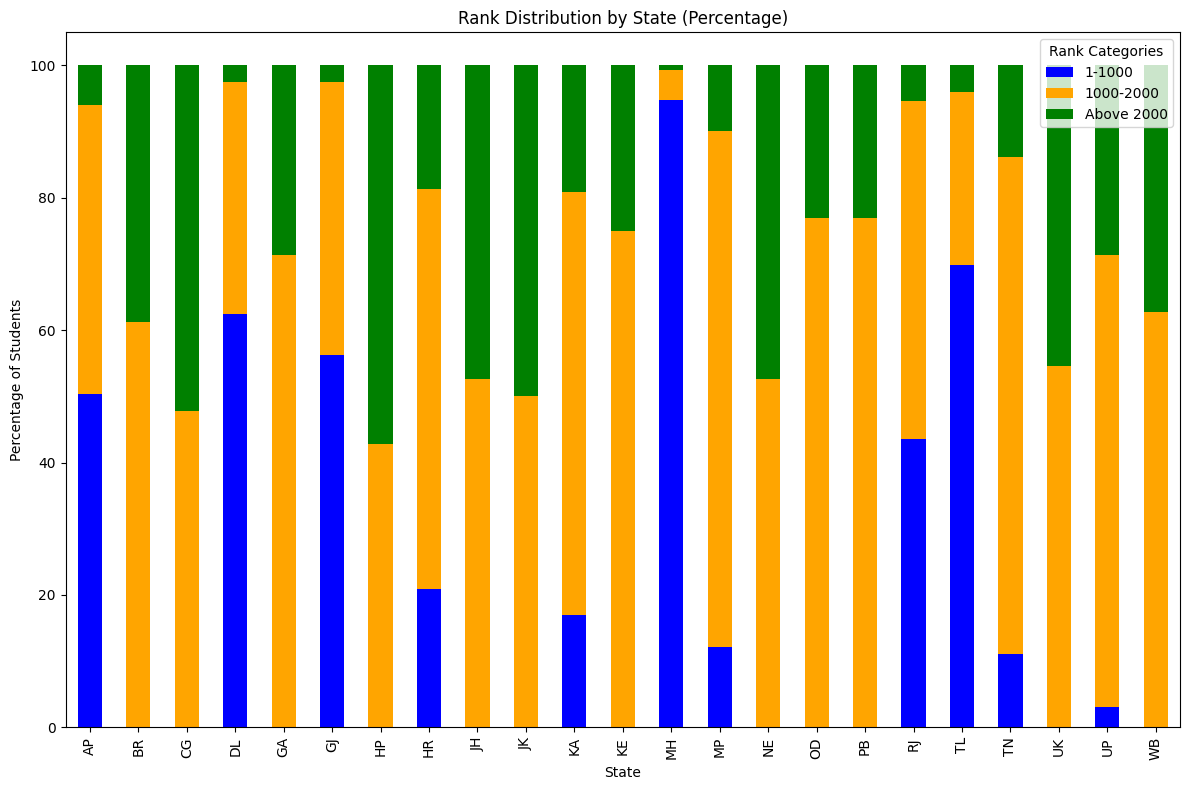 Rank Distribution by State (Percentage)
Rank Categories
1-1000
1000-2000
Above 2000
100
80
60
40
20
0
Percentage of Students
AP BR CG DL GA GJ HP HR JH JK KA KE MH MP NE OD PB RJ TL TN UK UP WB
State